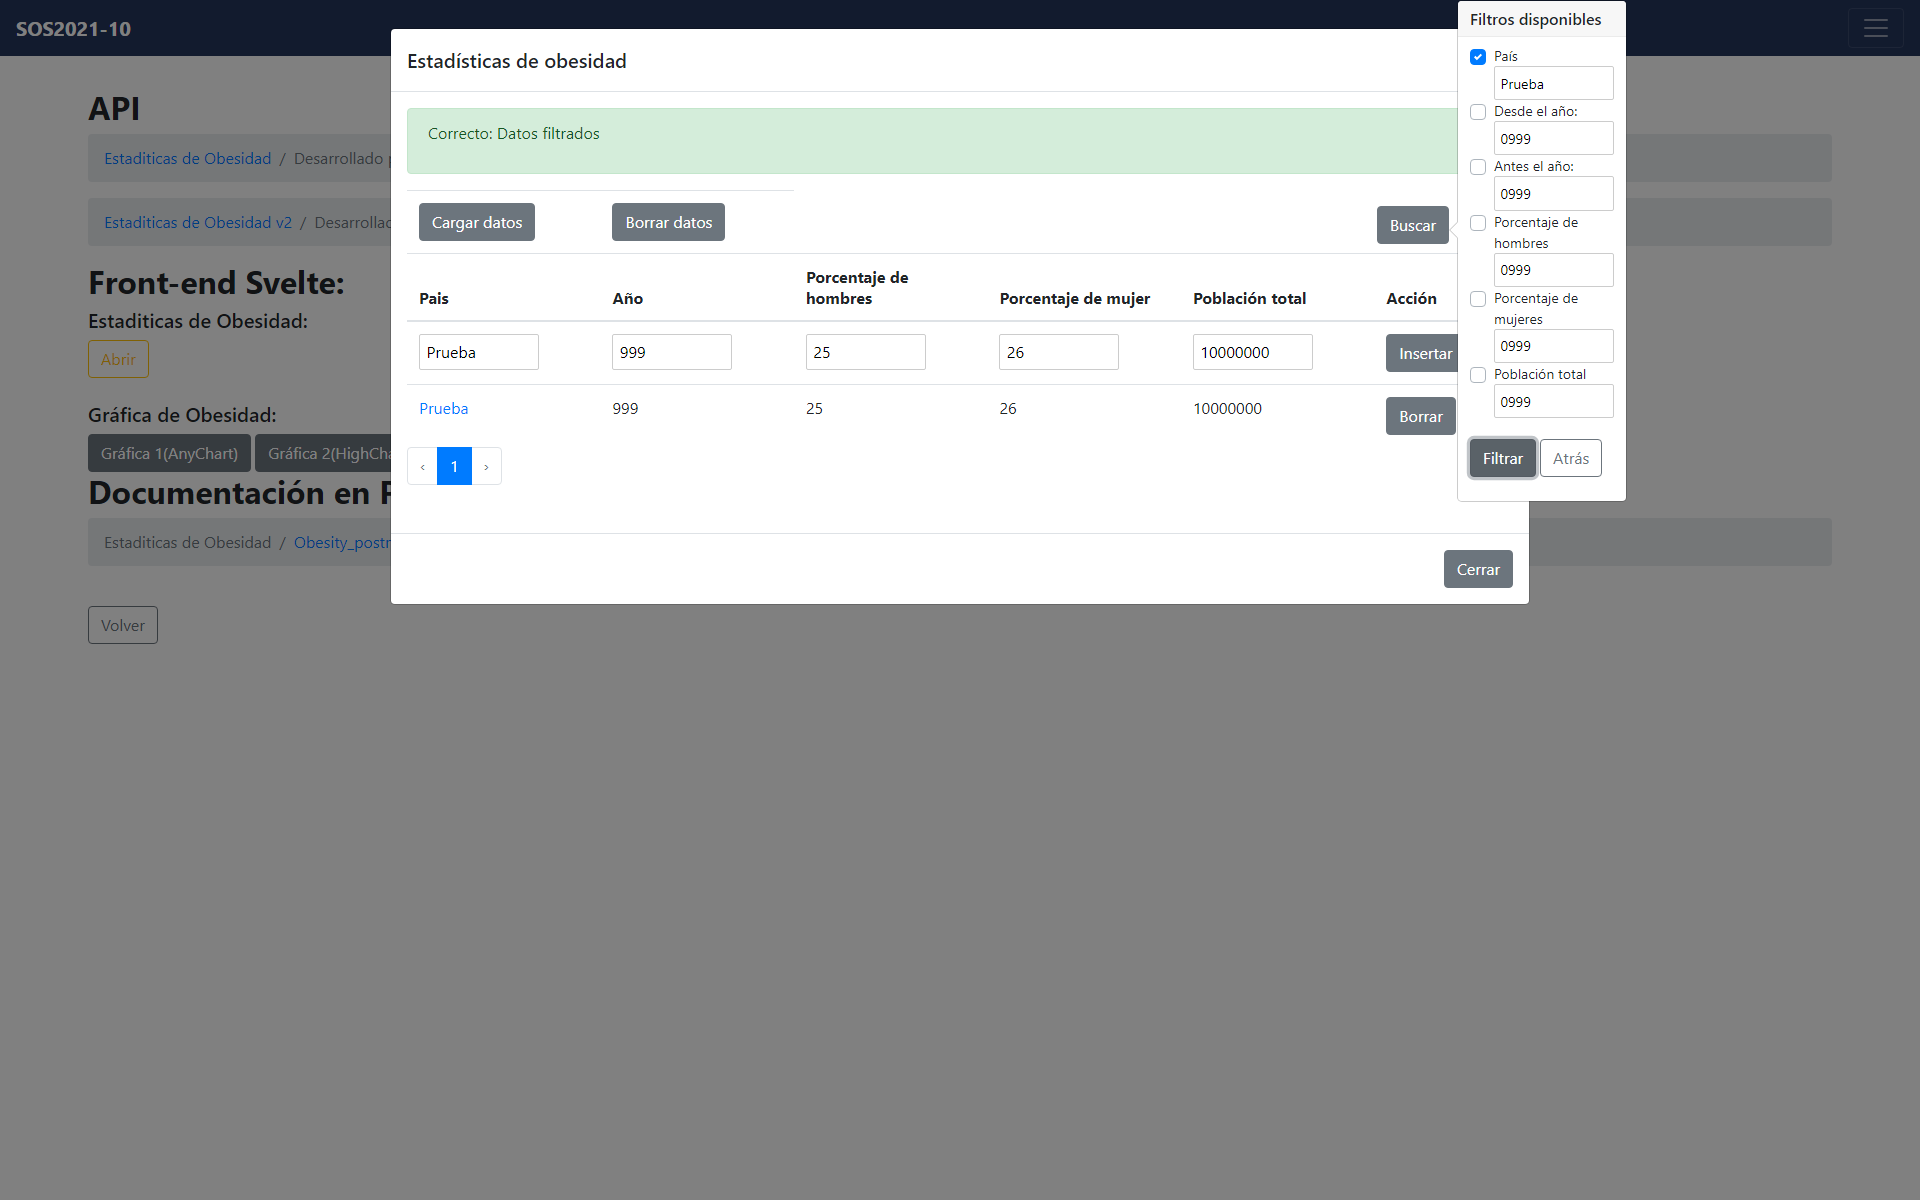 SOS2021-10
API
Estaditicas de Obesidad / Desarrollado
Estaditicas de Obesidad v2 / Desarrollado
Front-end Svelte:
Estaditicas de Obesidad:
Abrir
Gráfica de Obesidad:
Gráfica 1(AnyChart) Gráfica 2(HighCha
Documentación en
Estaditicas de Obesidad / Obesity_postr
Volver
Estadísticas de obesidad
Correcto: Datos filtrados
Cargar datos Borrar datos Buscar
Pais Año Porcentaje de hombres Porcentaje de mujer Población total Acción
Prueba 999 25 26 10000000 Insertar
Prueba 999 25 26 10000000 Borrar
‹ 1 ›
Cerrar
Filtros disponibles
País
Prueba
Desde el año:
0999
Antes el año:
0999
Porcentaje de
hombres
0999
Porcentaje de
mujeres
0999
Población total
0999
Filtrar Atrás